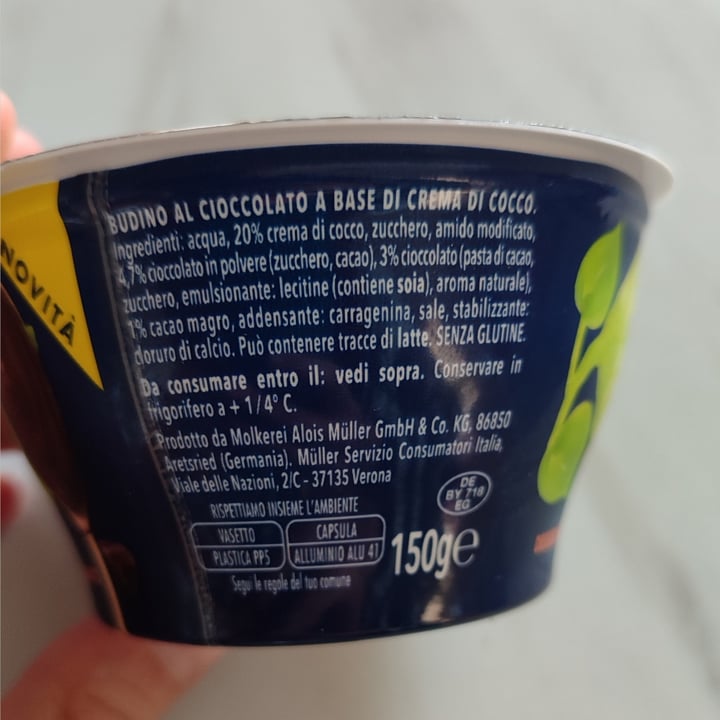 NOVITÀ
BUDINO AL CIOCCOLATO A BASE DI CREMA DI COCCO.
Ingredienti: acqua, 20% crema di cocco, zucchero, amido modificato,
4,7% cioccolato in polvere (zucchero, cacao), 3% cioccolato (pasta di cacao,
zucchero, emulsionante: lecitine (contiene soia), aroma naturale),
1% cacao magro, addensante: carragenina, sale, stabilizzante:
cloruro di calcio. Può contenere tracce di latte. SENZA GLUTINE.
Da consumare entro il: vedi sopra. Conservare in
frigorifero a + 1/4° C.
Prodotto da Molkerei Alois Müller GmbH & Co. KG, 86850
Aretsried (Germania). Müller Servizio Consumatori Italia,
Viale delle Nazioni, 2/C - 37135 Verona
DE
BY 718
EG
RISPETTIAMO INSIEME L'AMBIENTE
VASETTO CAPSULA
PLASTICA PP5 ALLUMINIO ALU 41
Segui le regole del tuo comune
150g℮